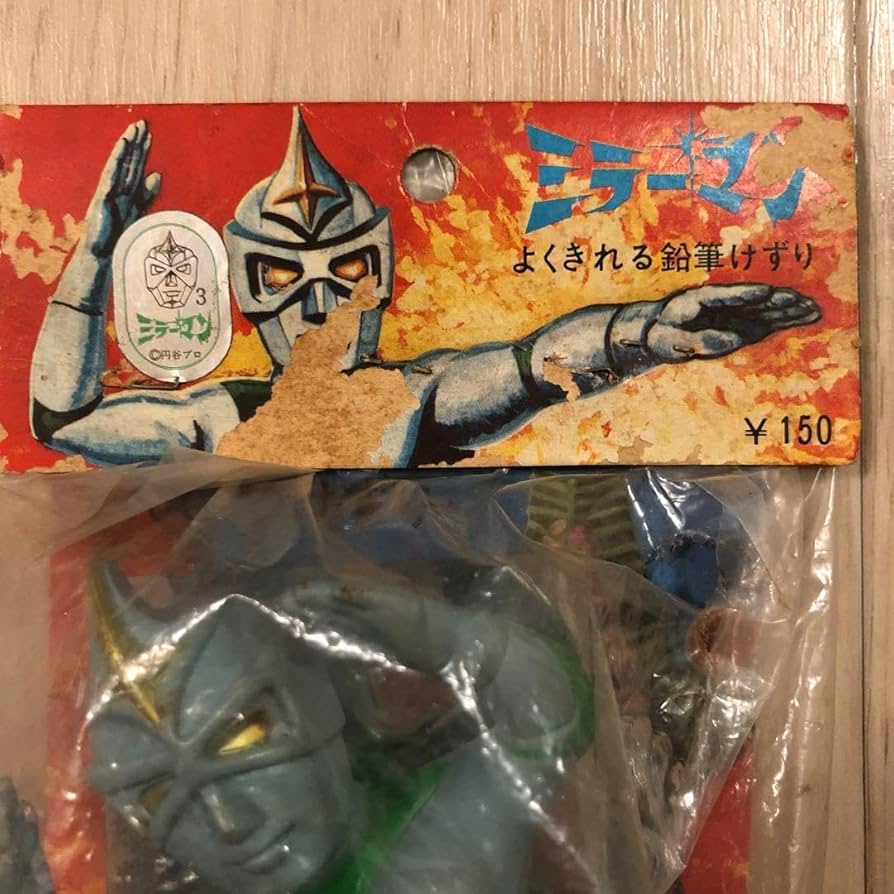 ミラーマン
よくきれる鉛筆けずり
3
ミラーマン
©円谷プロ
¥150